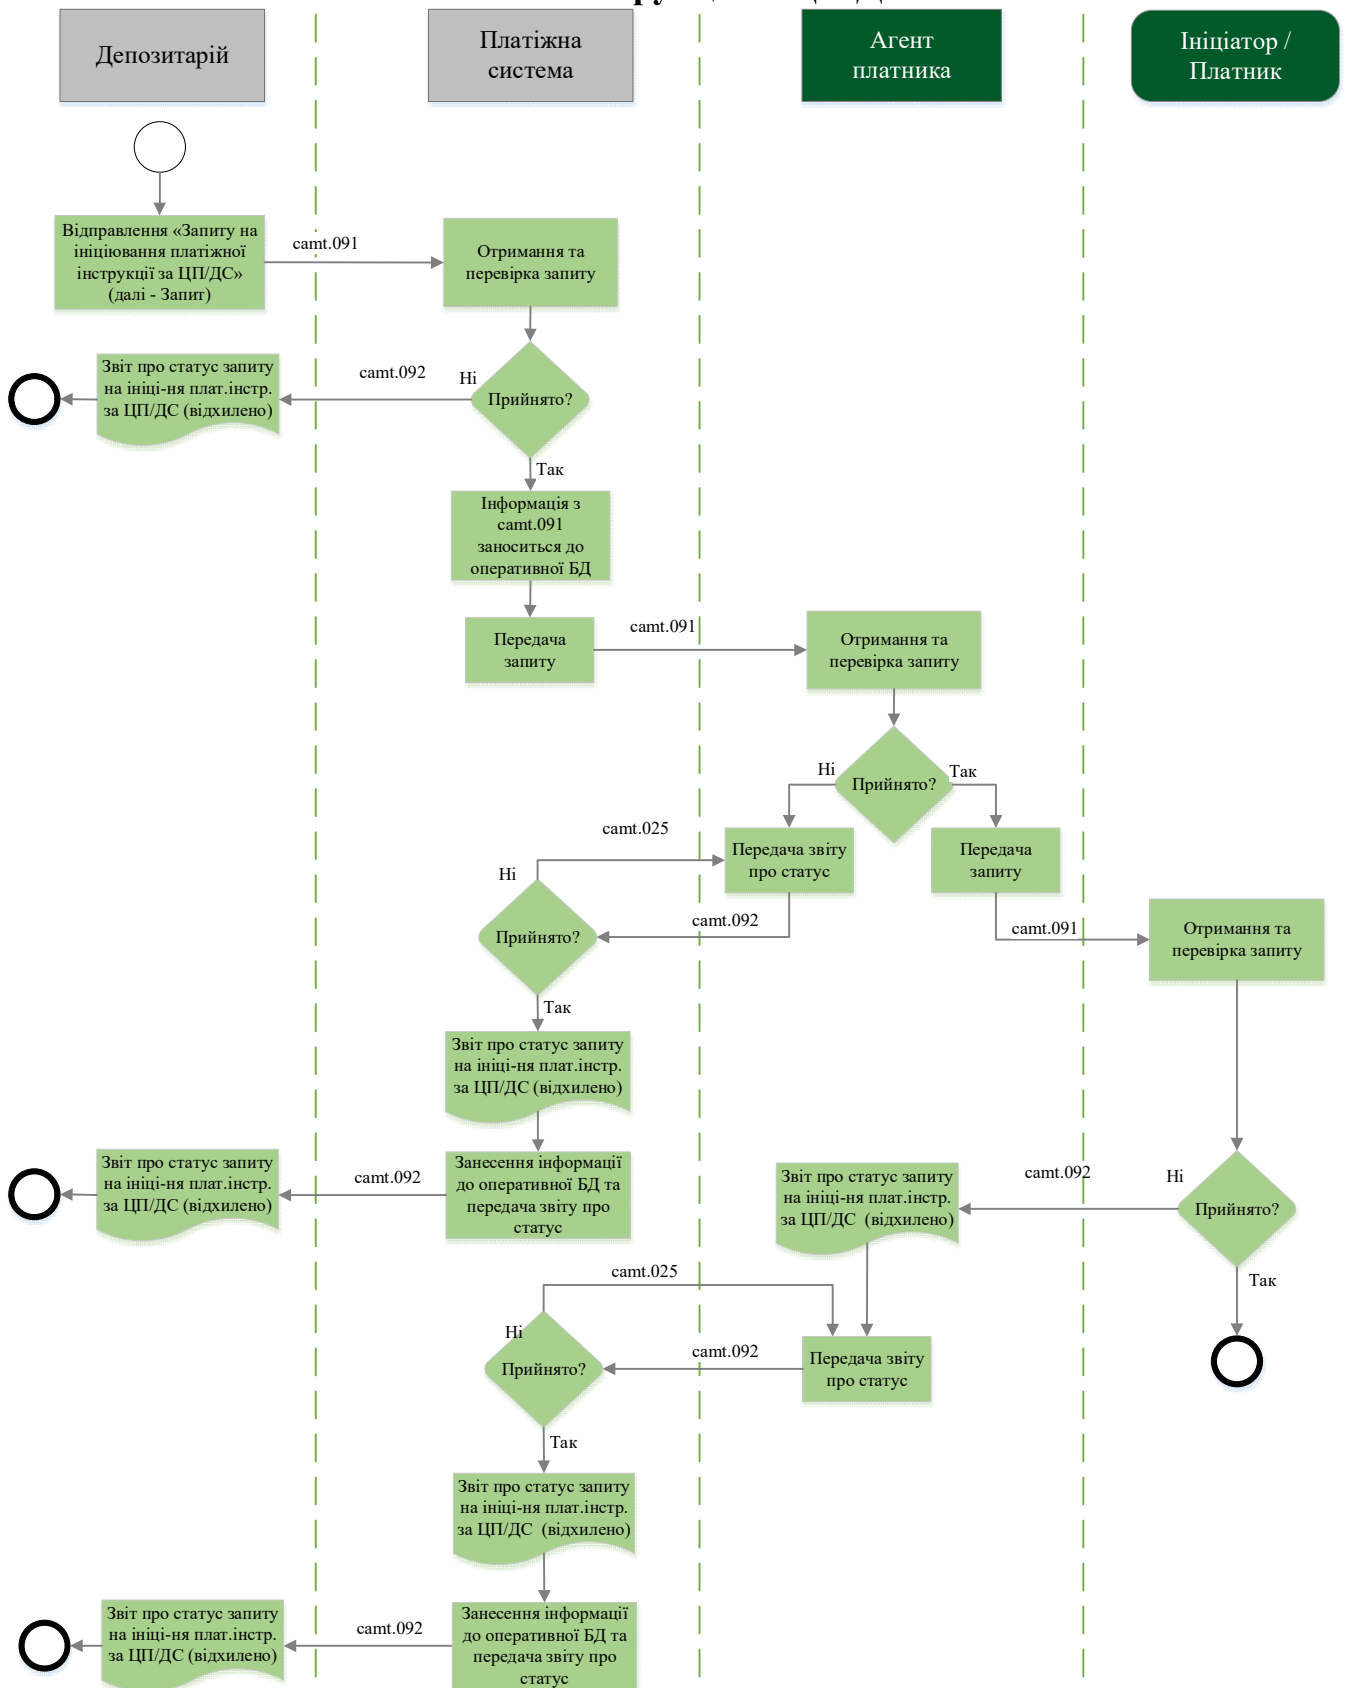 Депозитарій
Платіжна
система
Агент
платника
Ініціатор /
Платник
Відправлення «Запиту на
ініціювання платіжної
інструкції за ЦП/ДС»
(далі - Запит)
camt.091
Отримання та
перевірка запиту
Звіт про статус запиту
на ініці-ня плат.інстр.
за ЦП/ДС (відхилено)
camt.092
Ні
Прийнято?
Так
Інформація з
camt.091
заноситься до
оперативної БД
Передача
запиту
camt.091
Отримання та
перевірка запиту
Ні
Прийнято?
Так
camt.025
Передача звіту
про статус
Передача
запиту
Ні
Прийнято?
camt.092
camt.091
Отримання та
перевірка запиту
Так
Звіт про статус запиту
на ініці-ня плат.інстр.
за ЦП/ДС (відхилено)
Звіт про статус запиту
на ініці-ня плат.інстр.
за ЦП/ДС (відхилено)
camt.092
Занесення інформації
до оперативної БД та
передача звіту про
статус
Звіт про статус запиту
на ініці-ня плат.інстр.
за ЦП/ДС (відхилено)
camt.092
Ні
Прийнято?
Так
camt.025
Ні
Прийнято?
camt.092
Передача звіту
про статус
Так
Звіт про статус запиту
на ініці-ня плат.інстр.
за ЦП/ДС (відхилено)
Звіт про статус запиту
на ініці-ня плат.інстр.
за ЦП/ДС (відхилено)
camt.092
Занесення інформації
до оперативної БД та
передача звіту про
статус